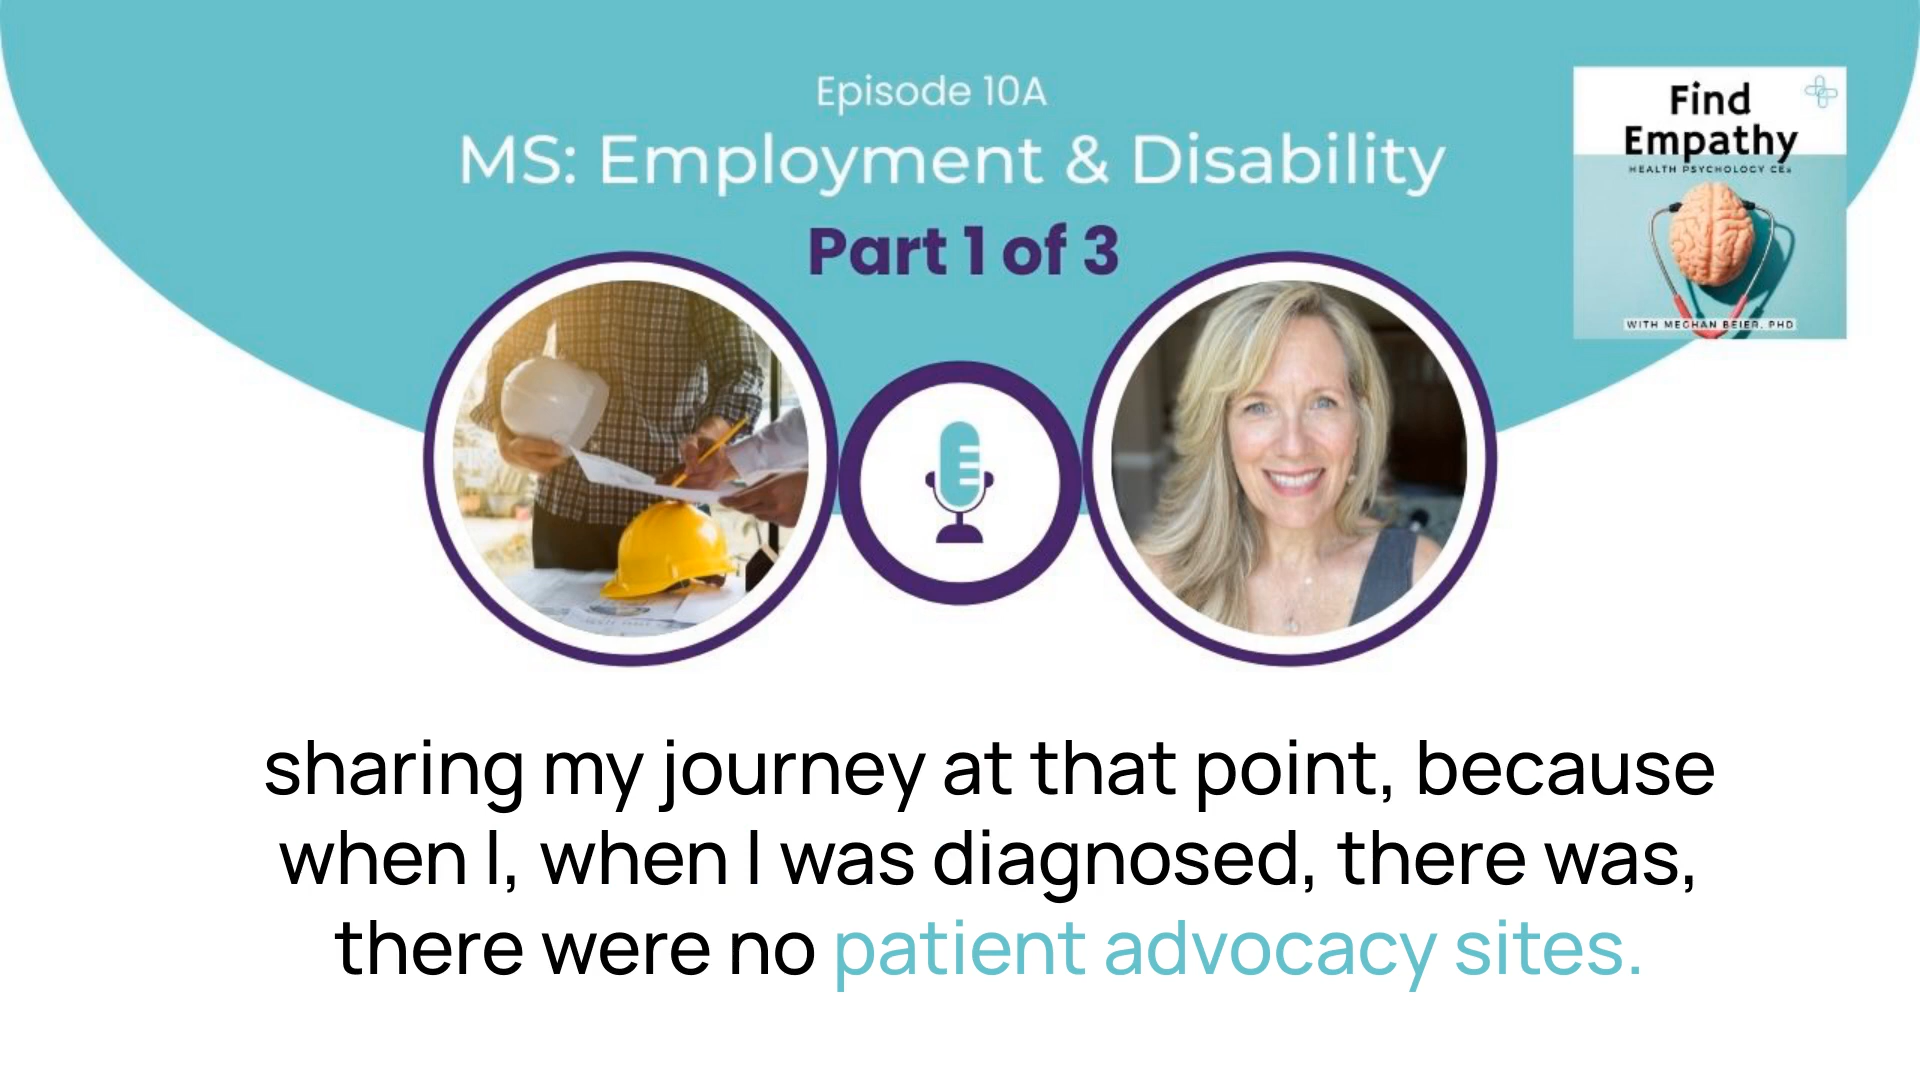 Episode 10A
MS: Employment & Disability
Part 1 of 3
Find
Empathy
HEALTH PSYCHOLOGY CEs
WITH MEGHAN BEIER, PHD
sharing my journey at that point, because
when I, when I was diagnosed, there was,
there were no patient advocacy sites.